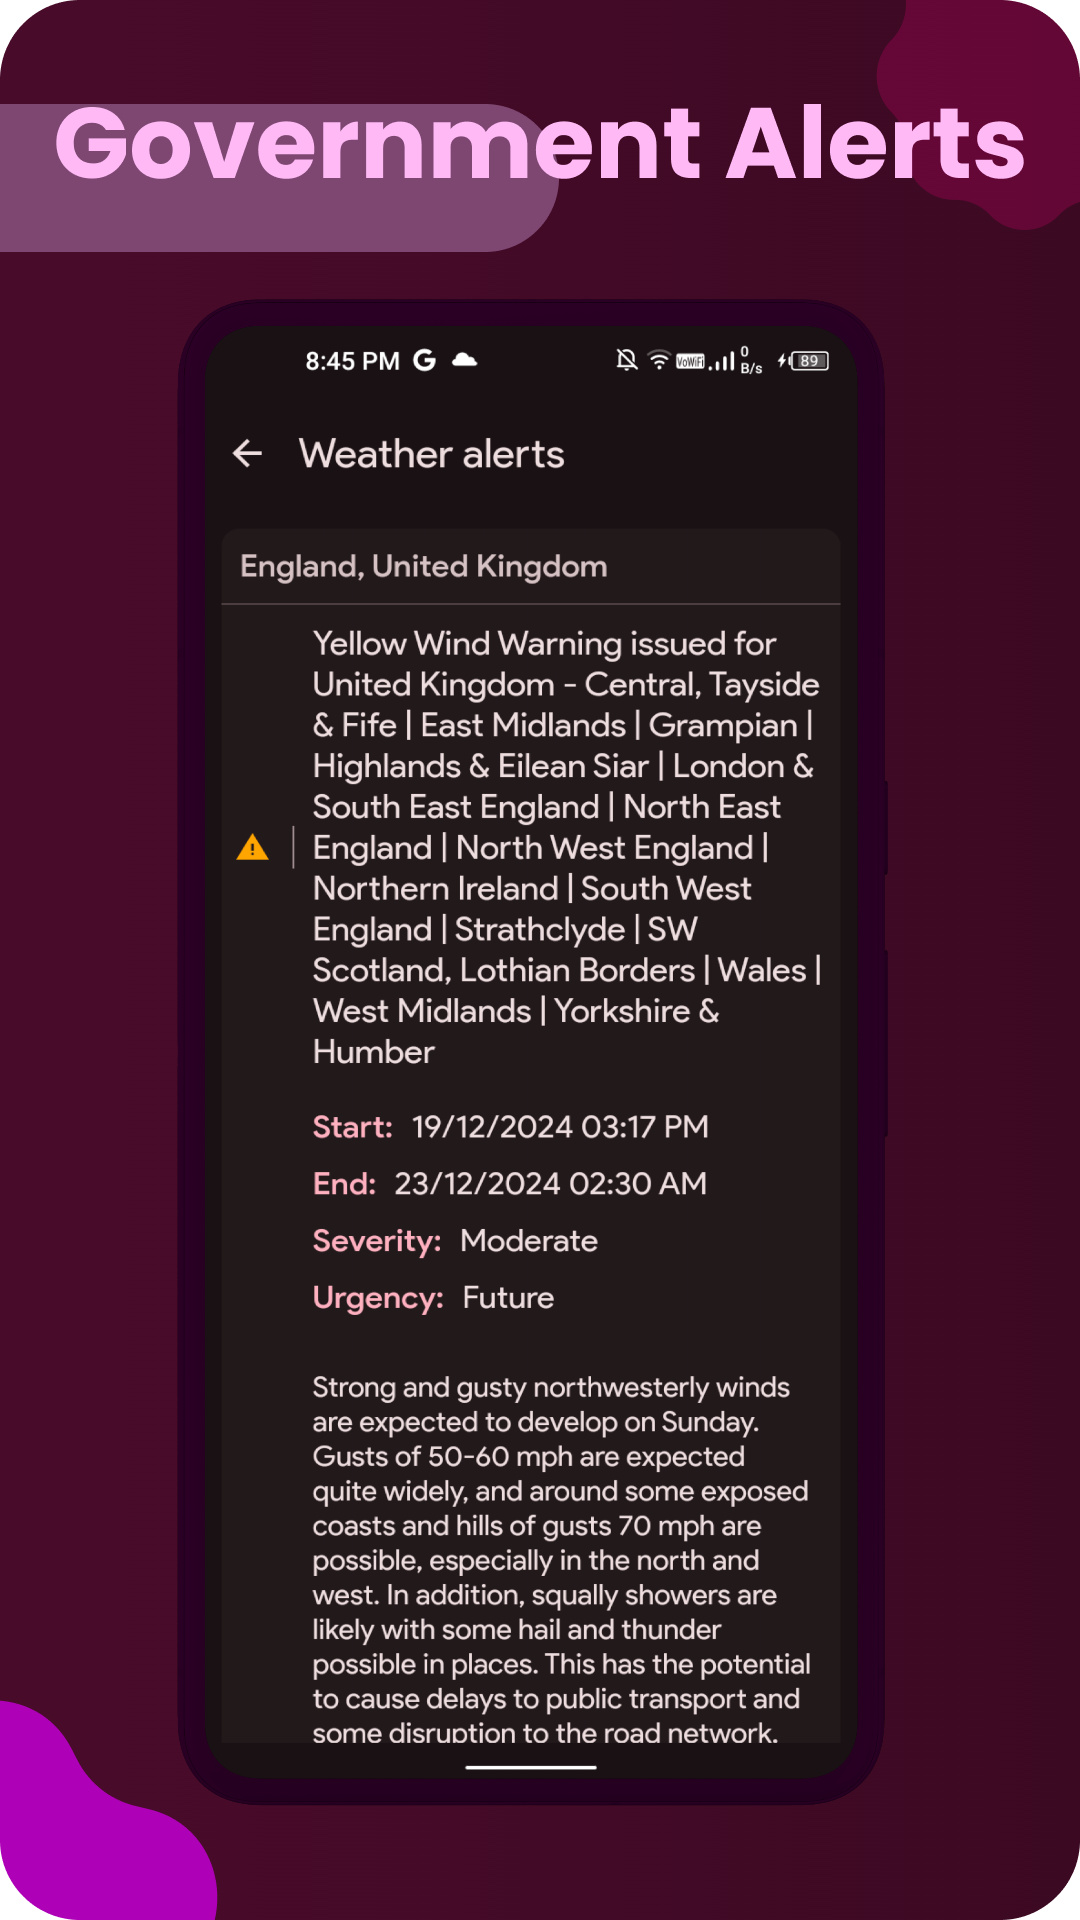 Government Alerts
8:45 PM G
VoWiFi 0 B/s 89
Weather alerts
England, United Kingdom
Yellow Wind Warning issued for
United Kingdom - Central, Tayside
& Fife | East Midlands | Grampian |
Highlands & Eilean Siar | London &
South East England | North East
England | North West England |
Northern Ireland | South West
England | Strathclyde | SW
Scotland, Lothian Borders | Wales |
West Midlands | Yorkshire &
Humber
Start: 19/12/2024 03:17 PM
End: 23/12/2024 02:30 AM
Severity: Moderate
Urgency: Future
Strong and gusty northwesterly winds
are expected to develop on Sunday.
Gusts of 50-60 mph are expected
quite widely, and around some exposed
coasts and hills of gusts 70 mph are
possible, especially in the north and
west. In addition, squally showers are
likely with some hail and thunder
possible in places. This has the potential
to cause delays to public transport and
some disruption to the road network.